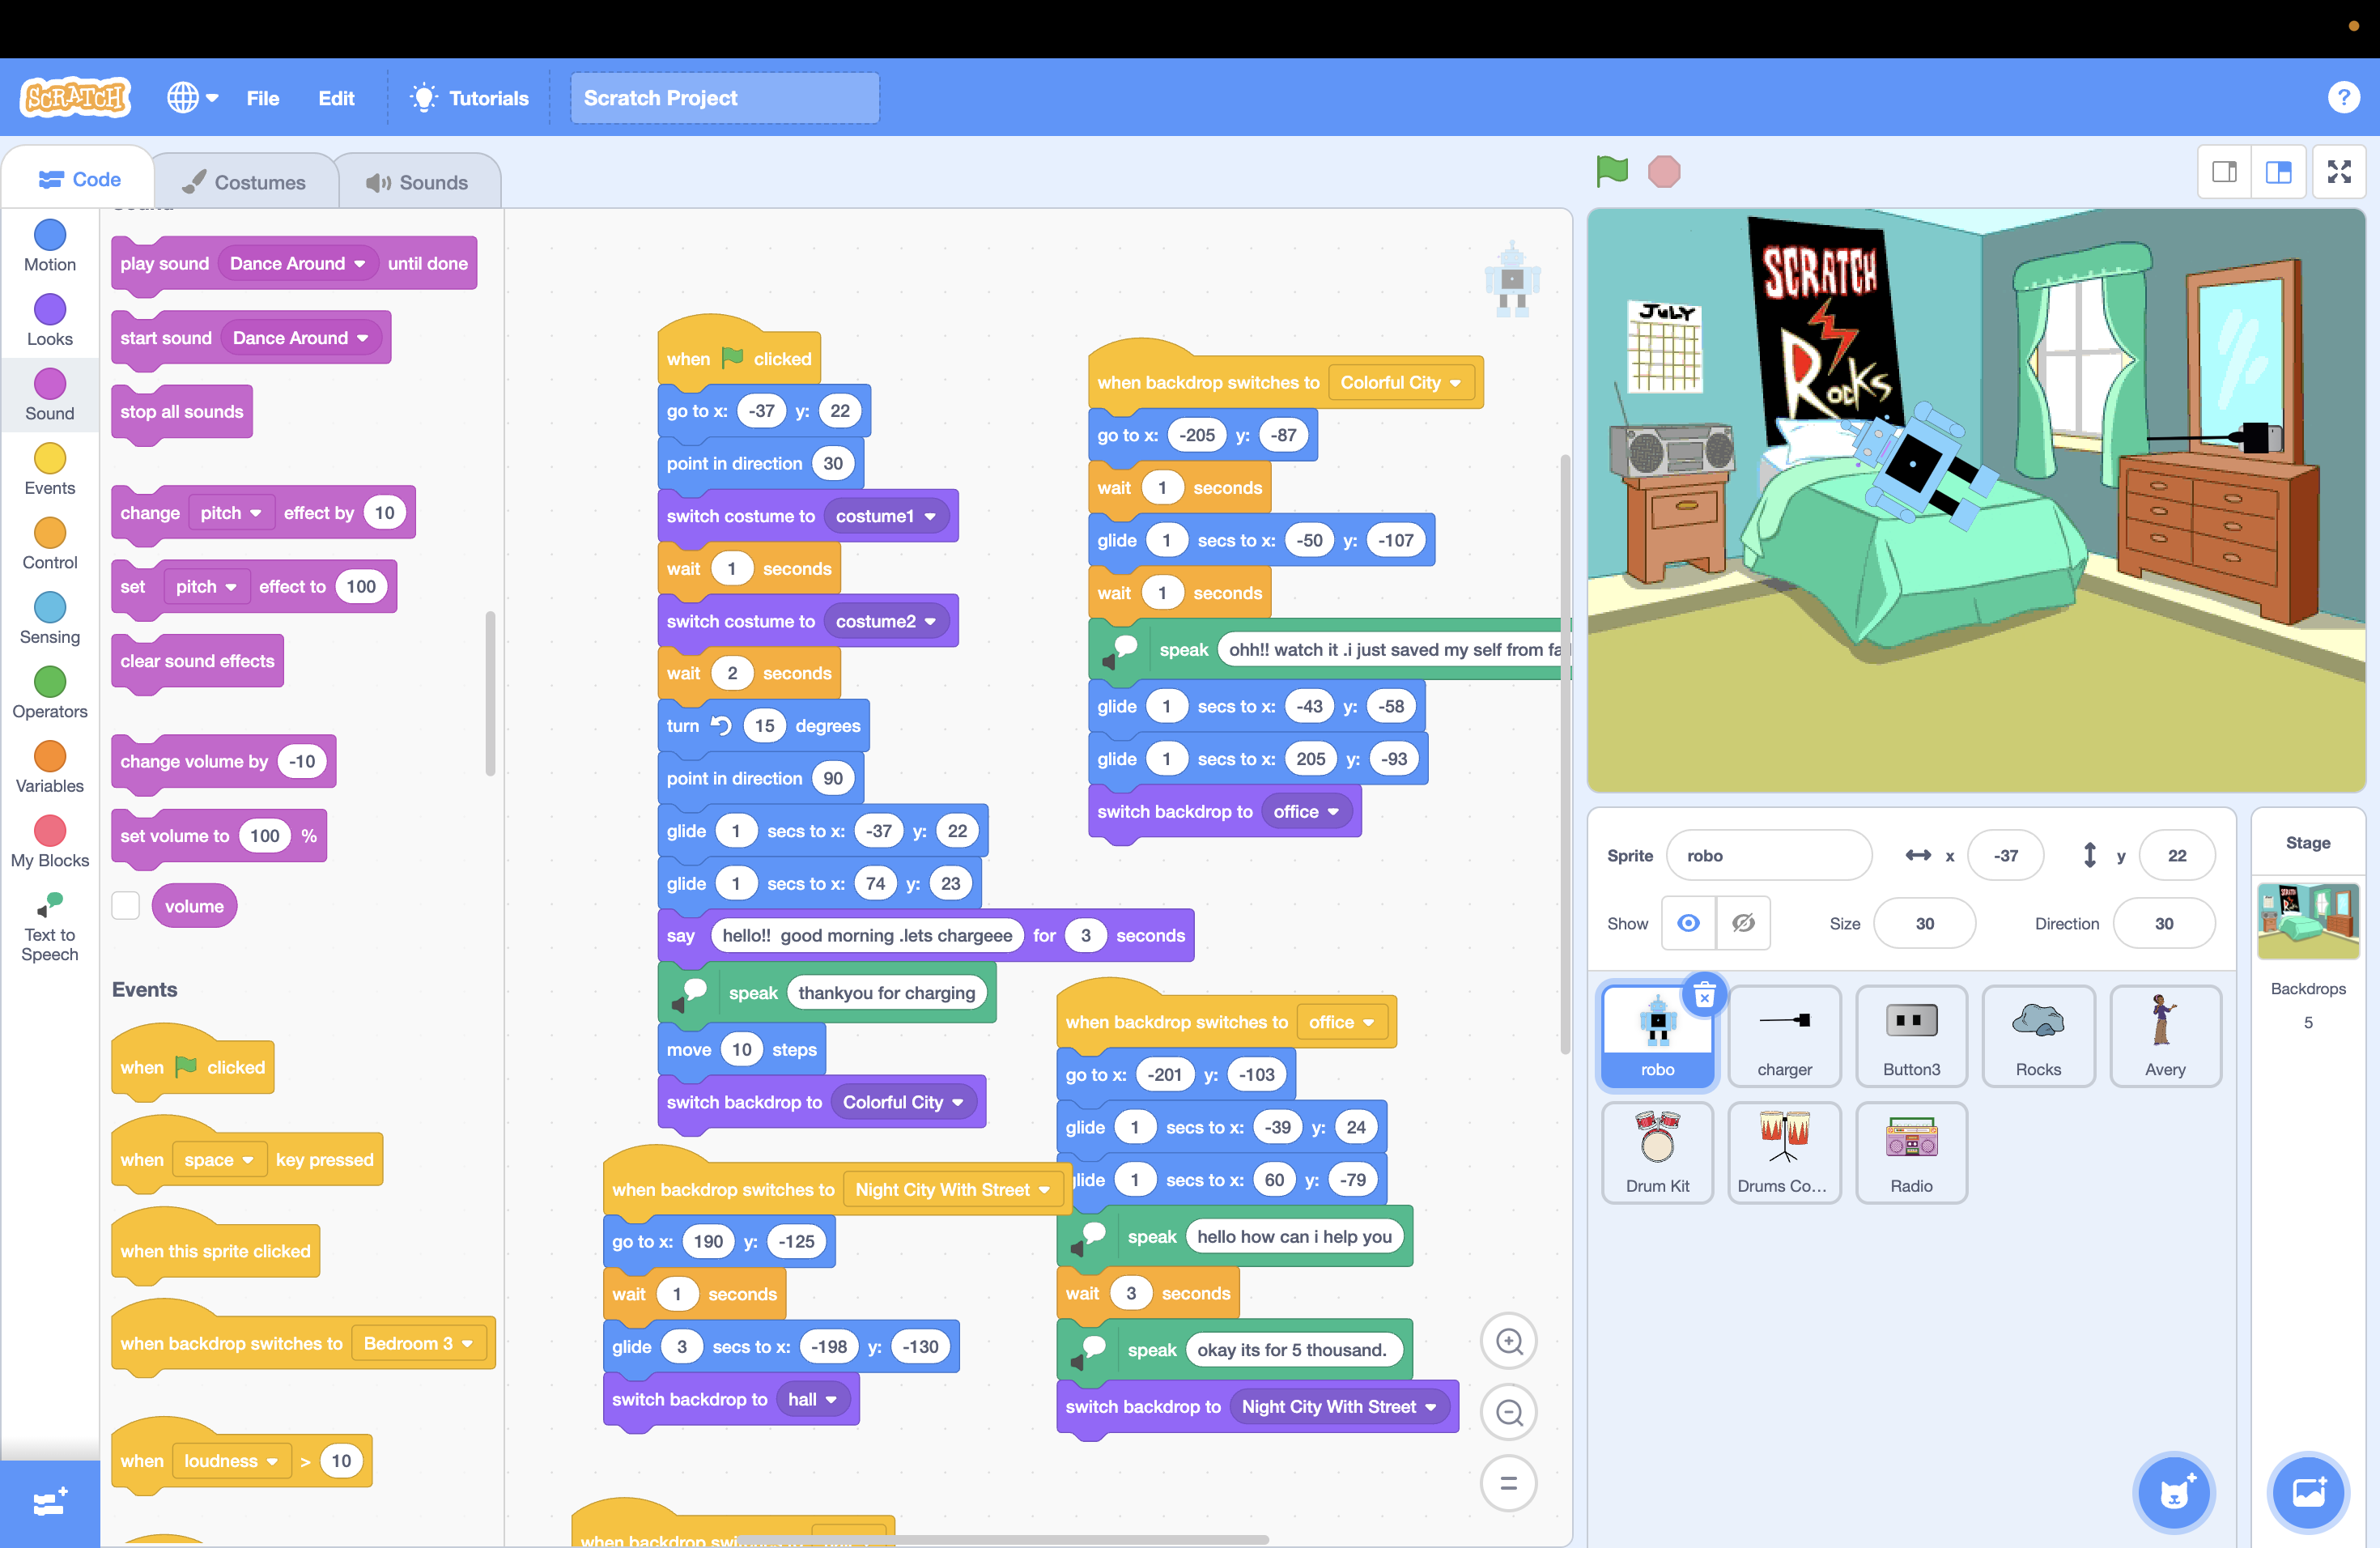 SCRATCH
File
Edit
Tutorials
Scratch Project
?
Code
Costumes
Sounds
Motion
Looks
Sound
Events
Control
Sensing
Operators
Variables
My Blocks
Text to
Speech
play sound Dance Around until done
start sound Dance Around
stop all sounds
change pitch effect by 10
set pitch effect to 100
clear sound effects
change volume by -10
set volume to 100 %
volume
Events
when clicked
when space key pressed
when this sprite clicked
when backdrop switches to Bedroom 3
when loudness > 10
when clicked
go to x: -37 y: 22
point in direction 30
switch costume to costume1
wait 1 seconds
switch costume to costume2
wait 2 seconds
turn 15 degrees
point in direction 90
glide 1 secs to x: -37 y: 22
glide 1 secs to x: 74 y: 23
say hello!! good morning .lets chargeee for 3 seconds
speak thankyou for charging
move 10 steps
switch backdrop to Colorful City
when backdrop switches to Night City With Street
go to x: 190 y: -125
wait 1 seconds
glide 3 secs to x: -198 y: -130
switch backdrop to hall
when backdrop
when backdrop switches to Colorful City
go to x: -205 y: -87
wait 1 seconds
glide 1 secs to x: -50 y: -107
wait 1 seconds
speak ohh!! watch it .i just saved my self from
glide 1 secs to x: -43 y: -58
glide 1 secs to x: 205 y: -93
switch backdrop to office
when backdrop switches to office
go to x: -201 y: -103
glide 1 secs to x: -39 y: 24
glide 1 secs to x: 60 y: -79
speak hello how can i help you
wait 3 seconds
speak okay its for 5 thousand.
switch backdrop to Night City With Street
JULY
SCRATCH
ROCKS
Sprite robo x -37 y 22
Show Size 30 Direction 30
robo
charger
Button3
Rocks
Avery
Drum Kit
Drums Co...
Radio
Stage
Backdrops
5